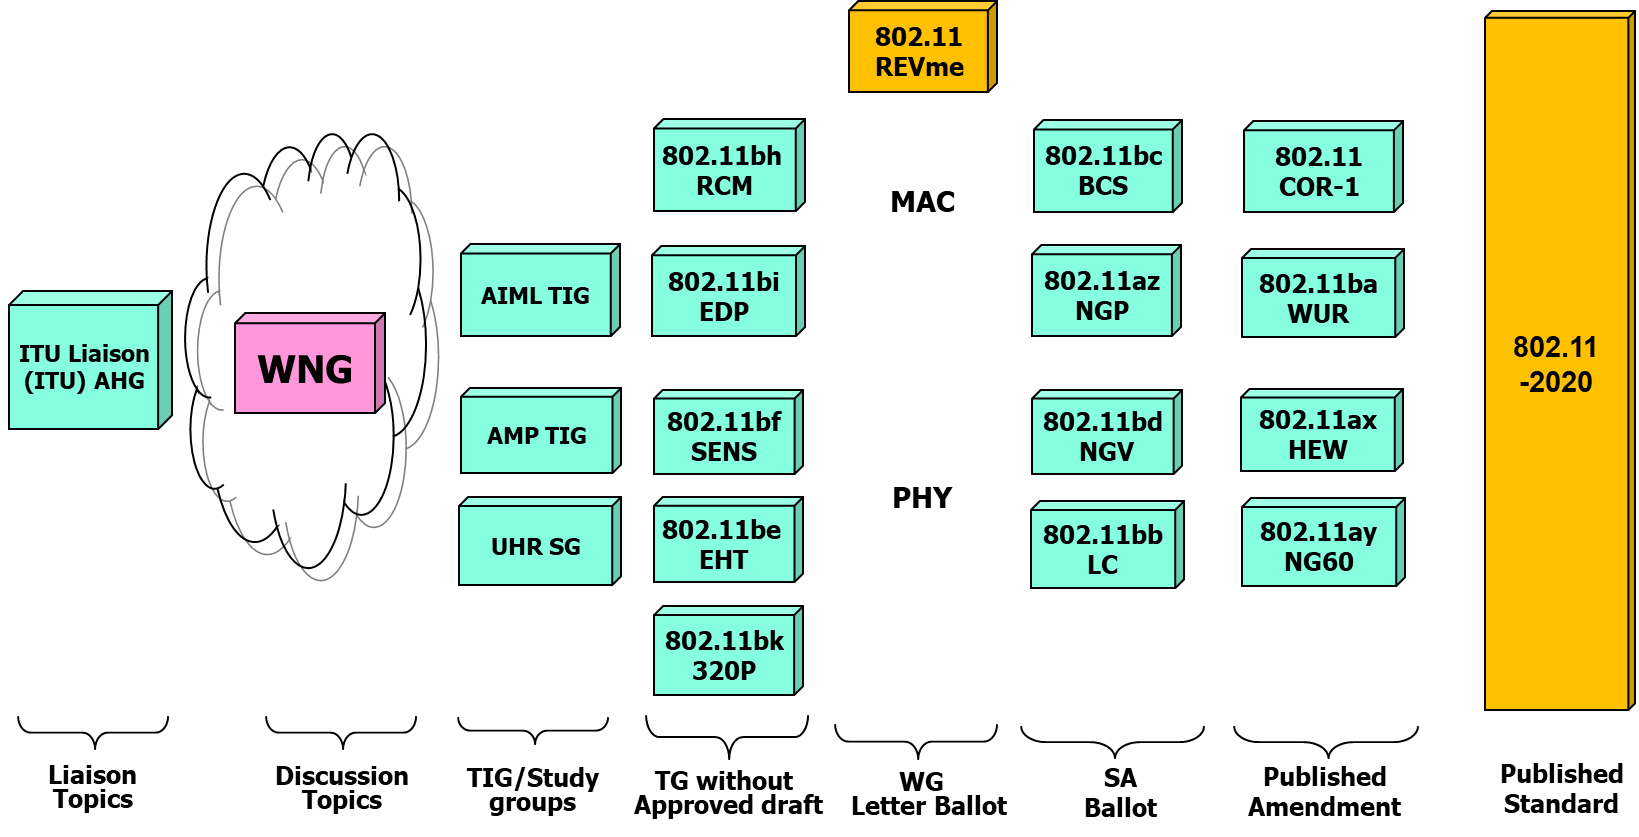 802.11
REVme
802.11bh
RCM
MAC
802.11bc
BCS
802.11
COR-1
AIML TIG
802.11bi
EDP
802.11az
NGP
802.11ba
WUR
ITU Liaison
(ITU) AHG
WNG
802.11
-2020
AMP TIG
802.11bf
SENS
802.11bd
NGV
802.11ax
HEW
PHY
UHR SG
802.11be
EHT
802.11bb
LC
802.11ay
NG60
802.11bk
320P
Liaison
Topics
Discussion
Topics
TIG/Study
groups
TG without
Approved draft
WG
Letter Ballot
SA
Ballot
Published
Amendment
Published
Standard